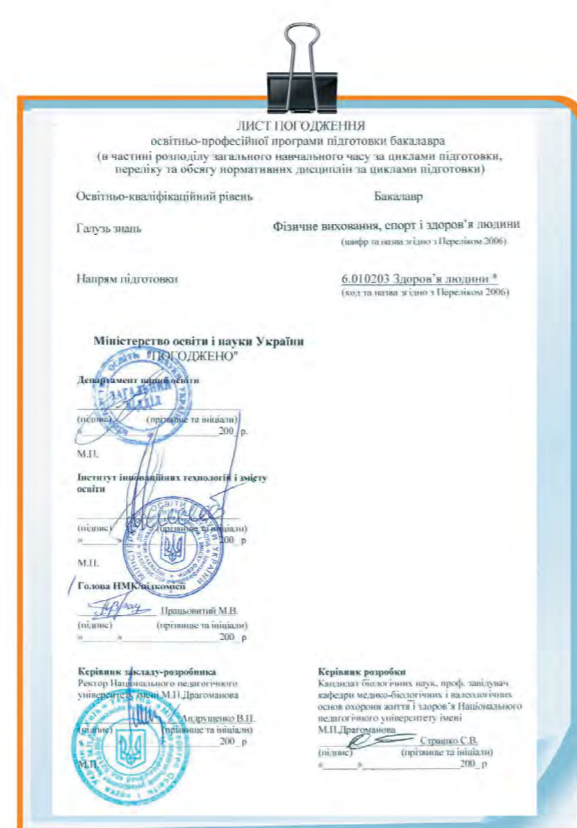 ЛИСТ ПОГОДЖЕННЯ
освітньо-професійної програми підготовки бакалавра
(в частині розподілу загального навчального часу за циклами підготовки,
переліку та обсягу нормативних дисциплін за циклами підготовки)
Освітньо-кваліфікаційний рівень Бакалавр
Галузь знань Фізичне виховання, спорт і здоров'я людини
(шифр та назва згідно з Переліком 2006)
Напрям підготовки 6.010203 Здоров'я людини *
(код та назва згідно з Переліком 2006)
Міністерство освіти і науки України
"ПОГОДЖЕНО"
Департамент вищої освіти
ЗАГАЛЬНИЙ
ВІДДІЛ
(підпис) (прізвище та ініціали)
« » 200 р.
М.П.
Інститут інноваційних технологій і змісту
освіти
(підпис) (прізвище та ініціали)
« » 200 р
М.П.
Голова НМК/підкомісії
Працьовитий М.В.
(підпис) (прізвище та ініціали)
« » 200 р
Керівник закладу-розробника
Ректор Національного педагогічного
університету імені М.П.Драгоманова
Андрущенко В.П.
(підпис) (прізвище та ініціали)
200 р
М.П.
Керівник розробки
Кандидат біологічних наук, проф. завідувач
кафедри медико-біологічних і валеологічних
основ охорони життя і здоров'я Національного
педагогічного університету імені
М.П.Драгоманова
Страшко С.В.
(підпис) (прізвище та ініціали)
« » 200 р